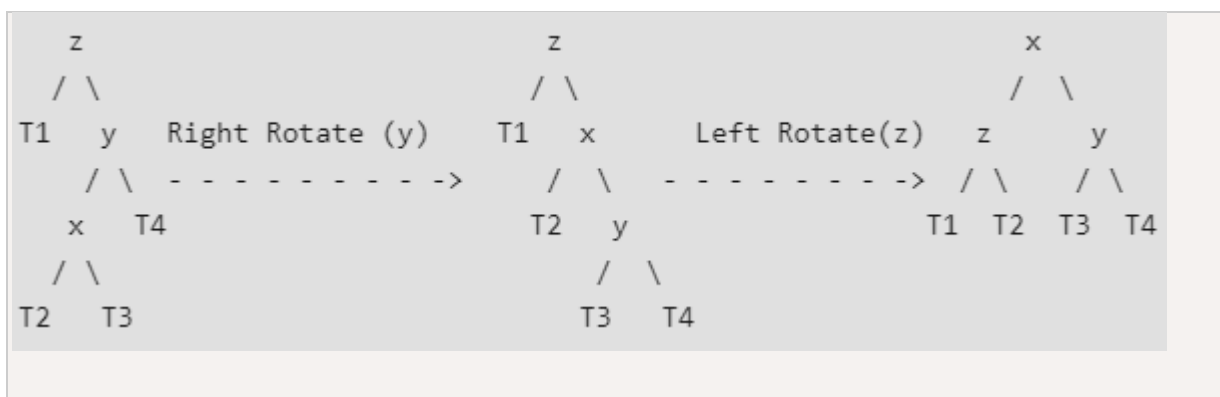 z                            z                            x
  / \                          / \                          /  \
T1   y   Right Rotate (y)    T1   x      Left Rotate(z)   z      y
    / \  - - - - - - - - ->     /  \   - - - - - - - ->  / \    / \
   x   T4                      T2   y                  T1  T2  T3  T4
  / \                              /  \
T2   T3                           T3   T4